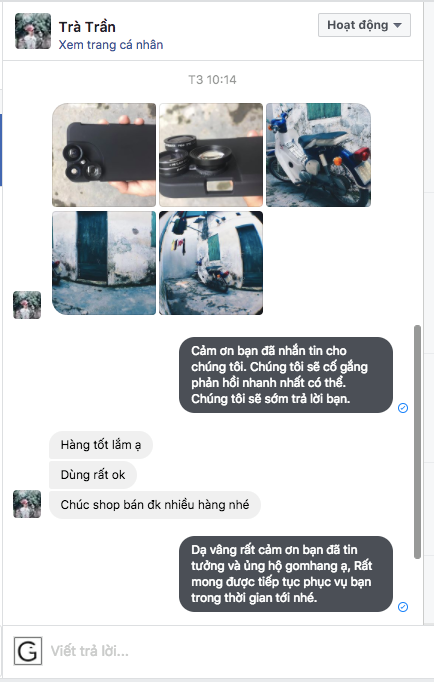 Trà Trần
Xem trang cá nhân
Hoạt động
T3 10:14
Cảm ơn bạn đã nhắn tin cho
chúng tôi. Chúng tôi sẽ cố gắng
phản hồi nhanh nhất có thể.
Chúng tôi sẽ sớm trả lời bạn.
Hàng tốt lắm ạ
Dùng rất ok
Chúc shop bán đk nhiều hàng nhé
Dạ vâng rất cảm ơn bạn đã tin
tưởng và ủng hộ gomhang ạ, Rất
mong được tiếp tục phục vụ bạn
trong thời gian tới nhé.
G
Viết trả lời...